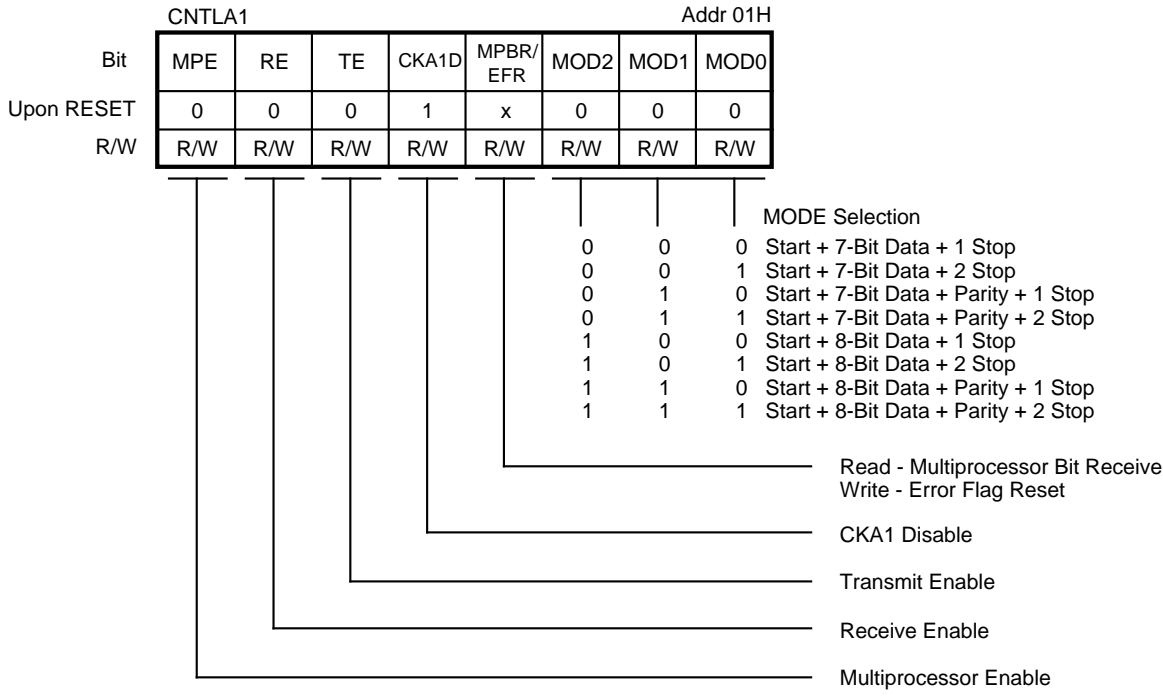 CNTLA1 Addr 01H
Bit MPE RE TE CKA1D MPBR/EFR MOD2 MOD1 MOD0
Upon RESET 0 0 0 1 x 0 0 0
R/W R/W R/W R/W R/W R/W R/W R/W R/W
MODE Selection
0 0 0 Start + 7-Bit Data + 1 Stop
0 0 1 Start + 7-Bit Data + 2 Stop
0 1 0 Start + 7-Bit Data + Parity + 1 Stop
0 1 1 Start + 7-Bit Data + Parity + 2 Stop
1 0 0 Start + 8-Bit Data + 1 Stop
1 0 1 Start + 8-Bit Data + 2 Stop
1 1 0 Start + 8-Bit Data + Parity + 1 Stop
1 1 1 Start + 8-Bit Data + Parity + 2 Stop
Read - Multiprocessor Bit Receive
Write - Error Flag Reset
CKA1 Disable
Transmit Enable
Receive Enable
Multiprocessor Enable